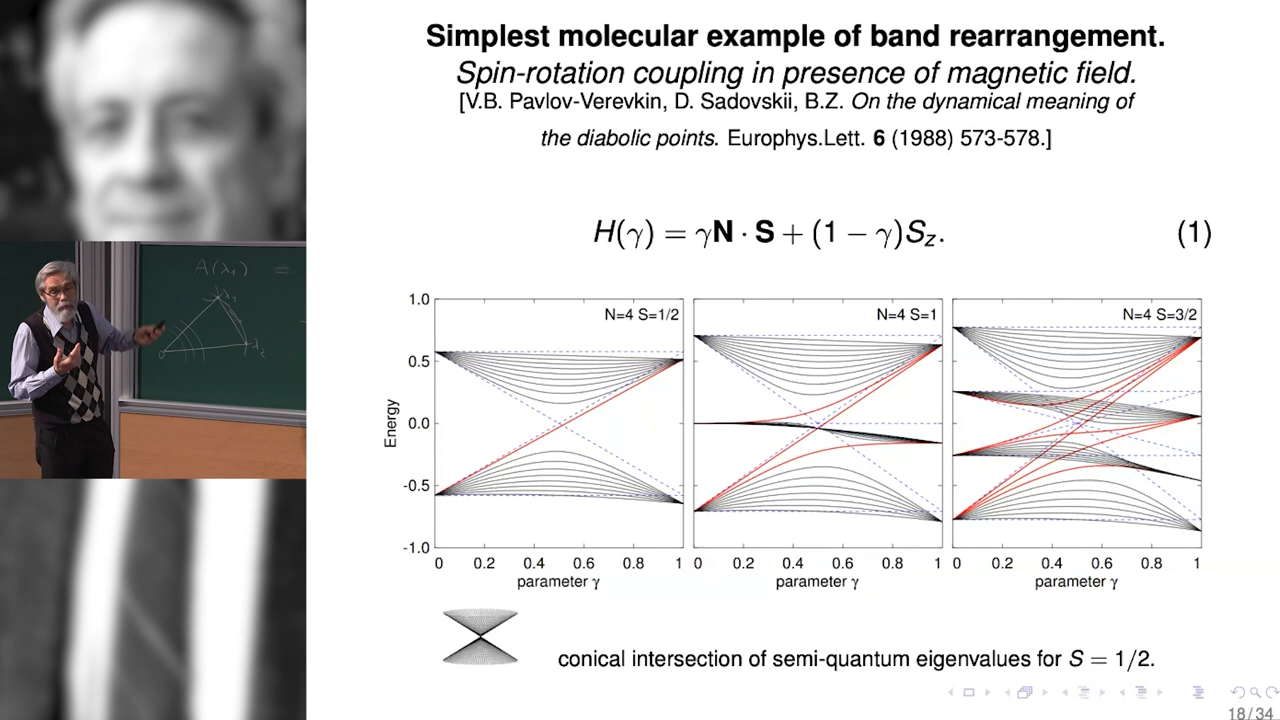 Simplest molecular example of band rearrangement.
Spin-rotation coupling in presence of magnetic field.
[V.B. Pavlov-Verevkin, D. Sadovskii, B.Z. On the dynamical meaning of
the diabolic points. Europhys.Lett. 6 (1988) 573-578.]
H(γ) = γN · S + (1 − γ)S_z. (1)
N=4 S=1/2
N=4 S=1
N=4 S=3/2
1.0
0.5
0.0
-0.5
-1.0
Energy
0 0.2 0.4 0.6 0.8 1
0 0.2 0.4 0.6 0.8 1
0 0.2 0.4 0.6 0.8 1
parameter γ
parameter γ
parameter γ
conical intersection of semi-quantum eigenvalues for S = 1/2.
18/34
A(λ₁) =
λ₁
0
λ₂